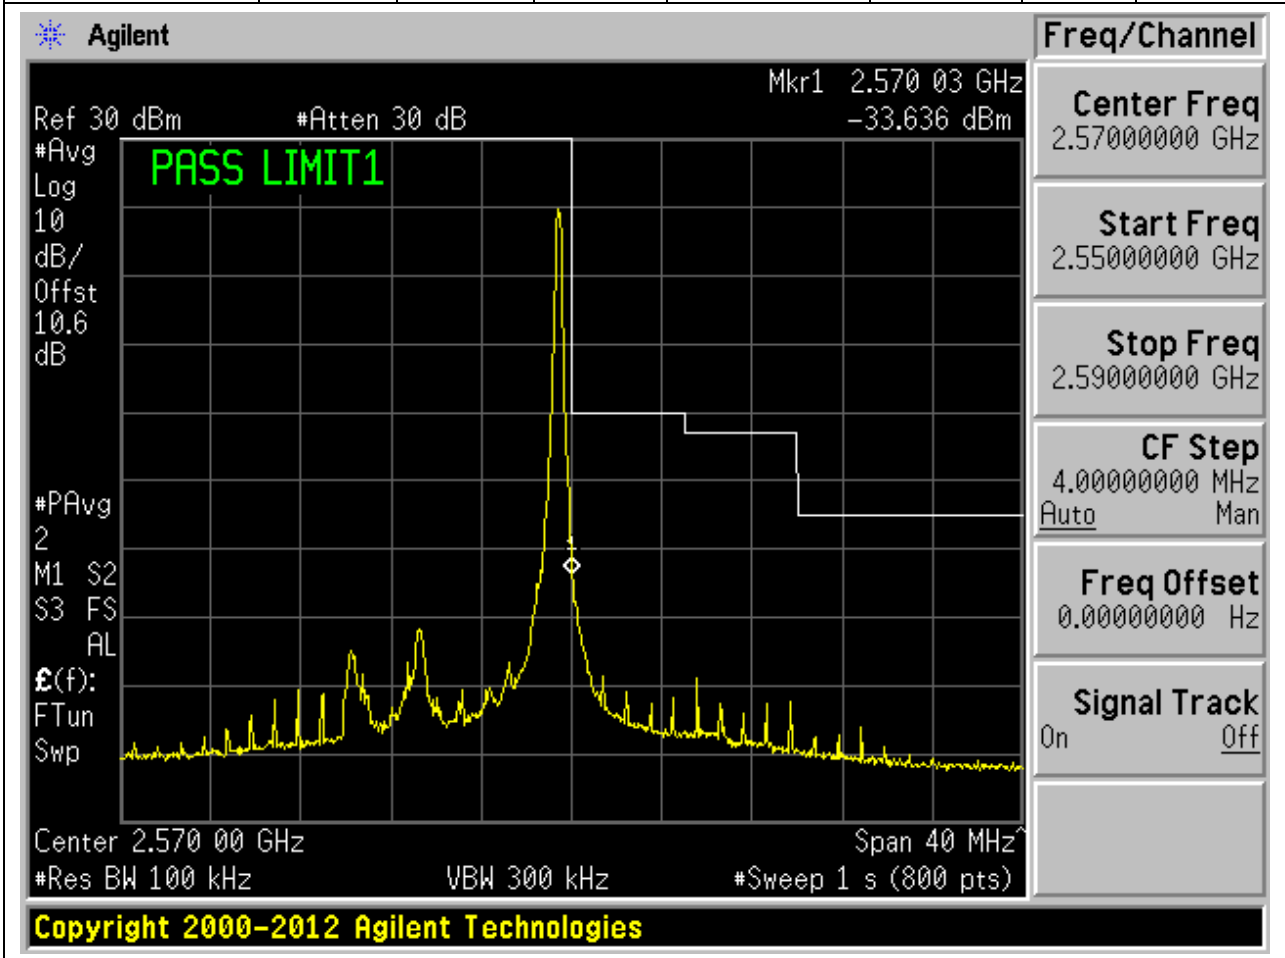 Agilent
Freq/Channel
Mkr1 2.570 03 GHz
Ref 30 dBm #Atten 30 dB -33.636 dBm
#Avg
Log
10
dB/
Offst
10.6
dB
PASS LIMIT1
#PAvg
2
M1 S2
S3 FS
AL
£(f):
FTun
Swp
Center 2.570 00 GHz Span 40 MHz^
#Res BW 100 kHz VBW 300 kHz #Sweep 1 s (800 pts)
Center Freq
2.57000000 GHz
Start Freq
2.55000000 GHz
Stop Freq
2.59000000 GHz
CF Step
4.00000000 MHz
Auto Man
Freq Offset
0.00000000 Hz
Signal Track
On Off
Copyright 2000-2012 Agilent Technologies
1